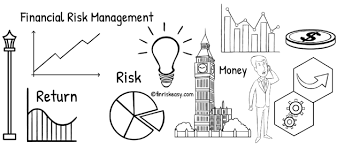 Financial Risk Management
Risk
© finriskeasy.com
Money
Return